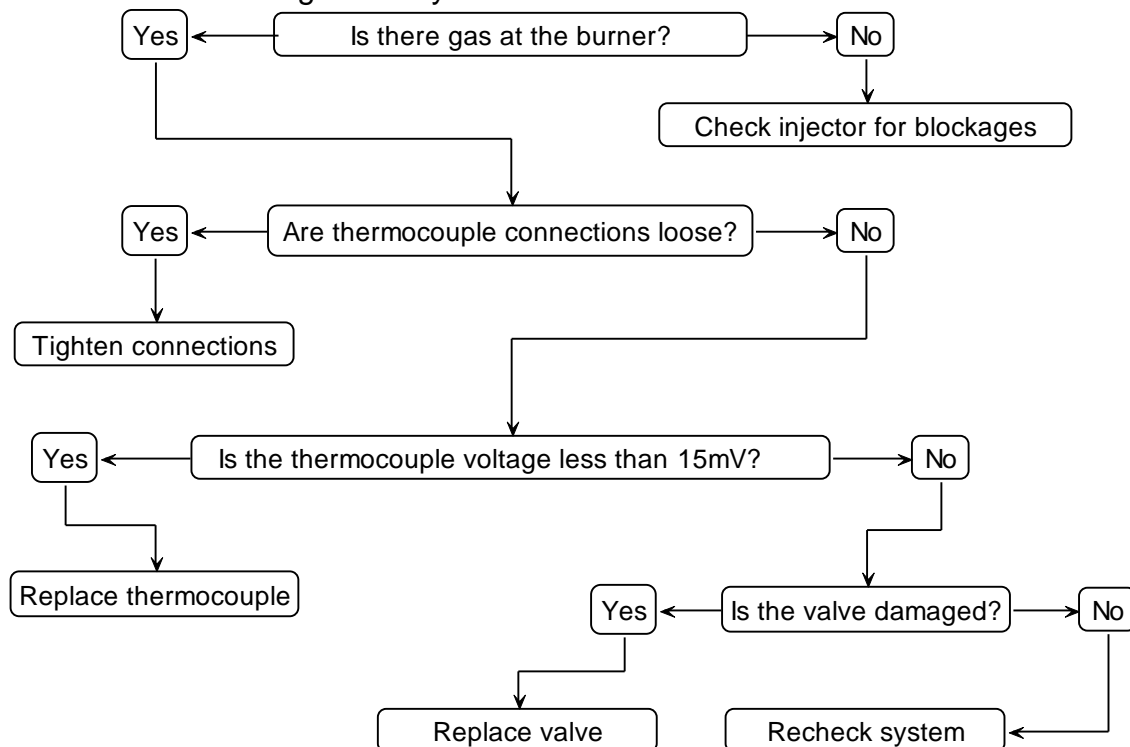 Yes
Is there gas at the burner?
No
Check injector for blockages
Yes
Are thermocouple connections loose?
No
Tighten connections
Yes
Is the thermocouple voltage less than 15mV?
No
Replace thermocouple
Yes
Is the valve damaged?
No
Replace valve
Recheck system